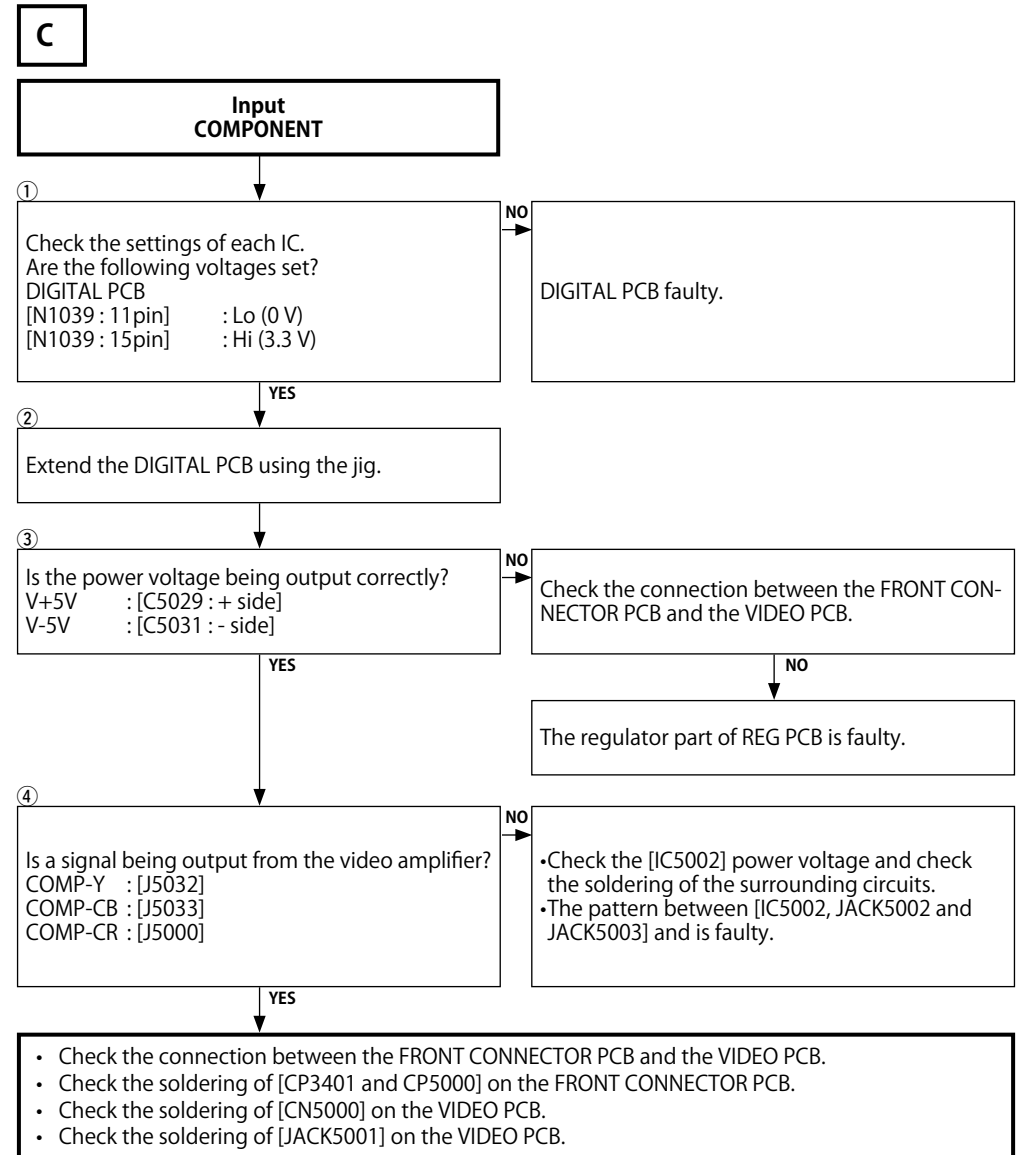 C
Input
COMPONENT
①
Check the settings of each IC.
Are the following voltages set?
DIGITAL PCB
[N1039 : 11pin] : Lo (0 V)
[N1039 : 15pin] : Hi (3.3 V)
NO
DIGITAL PCB faulty.
YES
②
Extend the DIGITAL PCB using the jig.
③
Is the power voltage being output correctly?
V+5V : [C5029 : + side]
V-5V : [C5031 : - side]
NO
Check the connection between the FRONT CON-
NECTOR PCB and the VIDEO PCB.
YES
NO
The regulator part of REG PCB is faulty.
④
Is a signal being output from the video amplifier?
COMP-Y : [J5032]
COMP-CB : [J5033]
COMP-CR : [J5000]
NO
•Check the [IC5002] power voltage and check
the soldering of the surrounding circuits.
•The pattern between [IC5002, JACK5002 and
JACK5003] and is faulty.
YES
• Check the connection between the FRONT CONNECTOR PCB and the VIDEO PCB.
• Check the soldering of [CP3401 and CP5000] on the FRONT CONNECTOR PCB.
• Check the soldering of [CN5000] on the VIDEO PCB.
• Check the soldering of [JACK5001] on the VIDEO PCB.